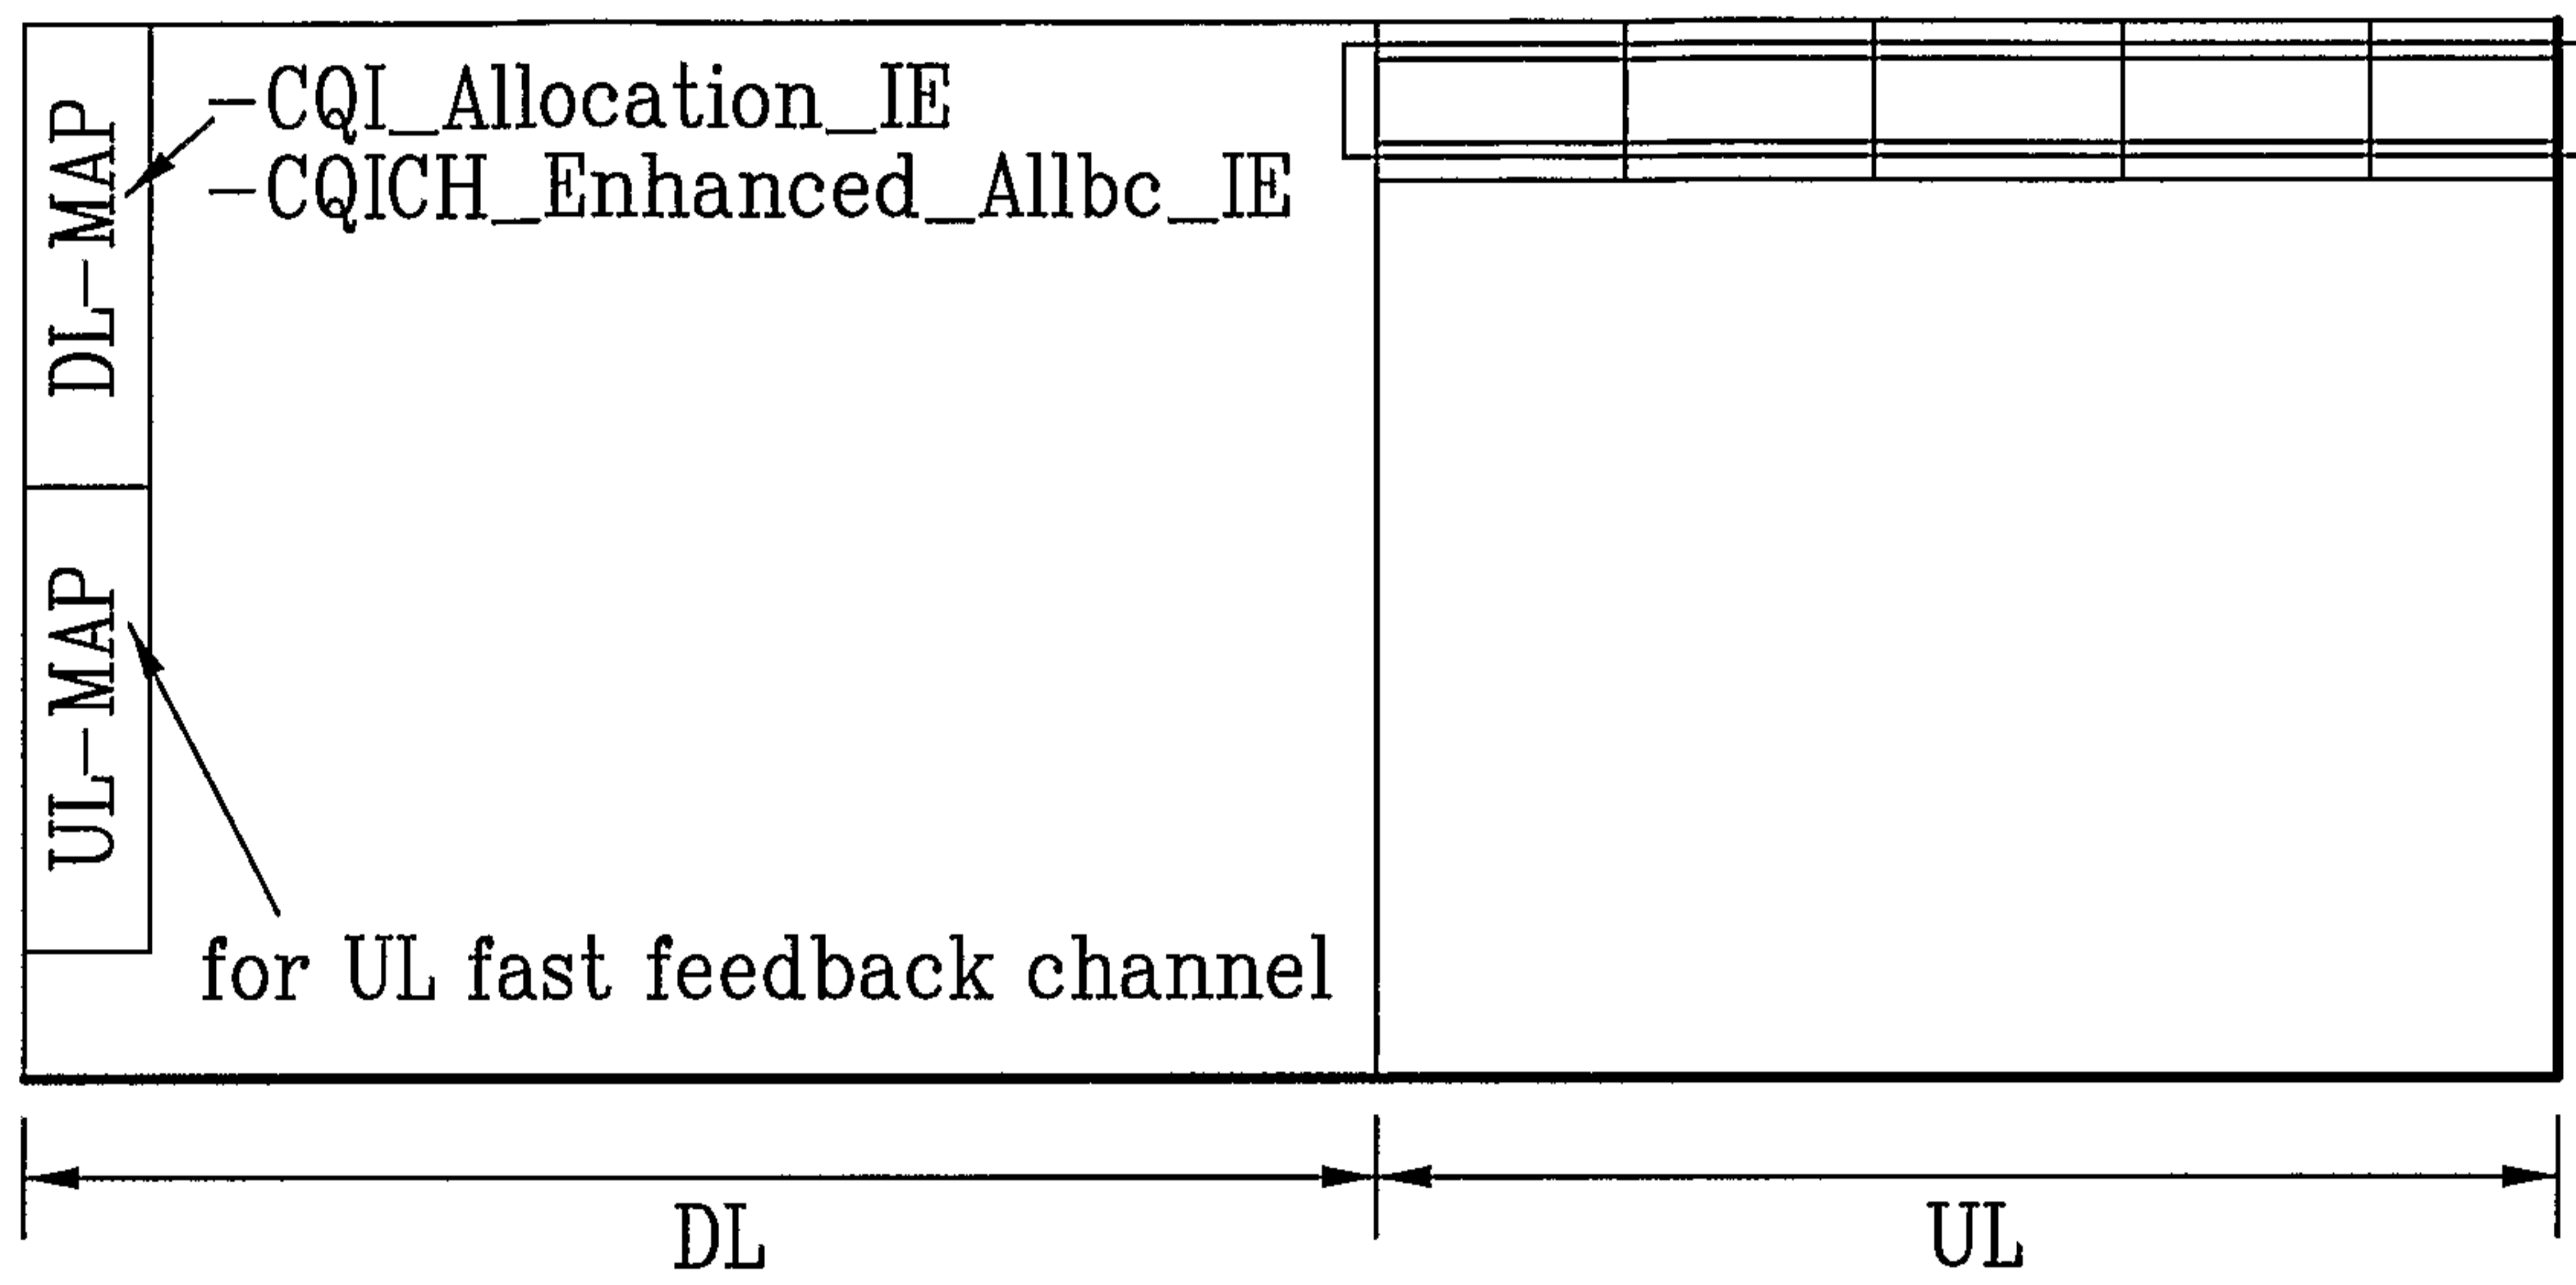 DL-MAP
-CQI_Allocation_IE
-CQICH_Enhanced_Allbc_IE
UL-MAP
for UL fast feedback channel
DL
UL